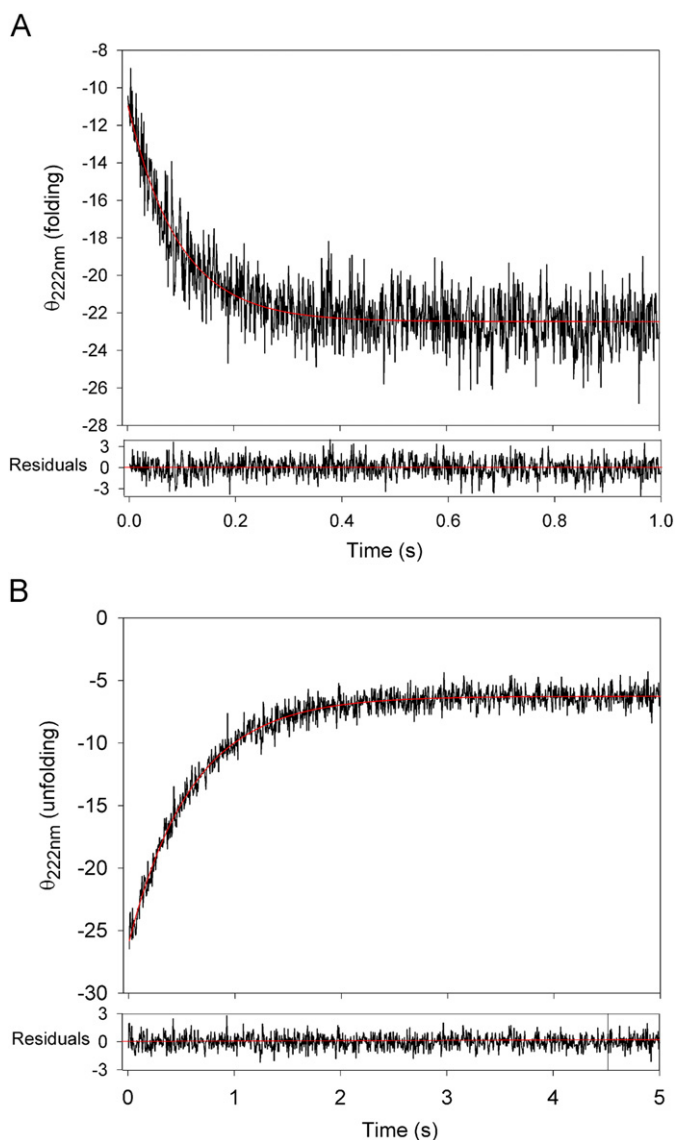 A
-8
-10
-12
-14
-16
-18
-20
-22
-24
-26
-28
θ222nm (folding)
Residuals
3
0
-3
0.0 0.2 0.4 0.6 0.8 1.0
Time (s)
B
0
-5
-10
-15
-20
-25
-30
θ222nm (unfolding)
Residuals
3
0
-3
0 1 2 3 4 5
Time (s)